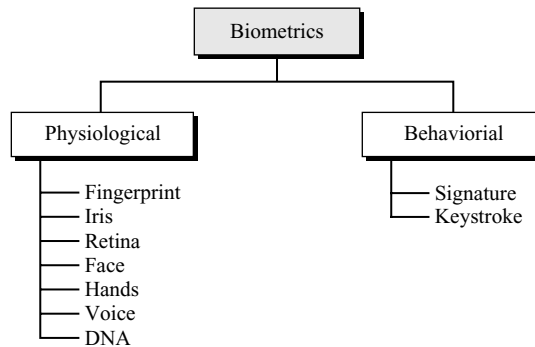 Biometrics
Physiological
Behaviorial
Fingerprint
Iris
Retina
Face
Hands
Voice
DNA
Signature
Keystroke